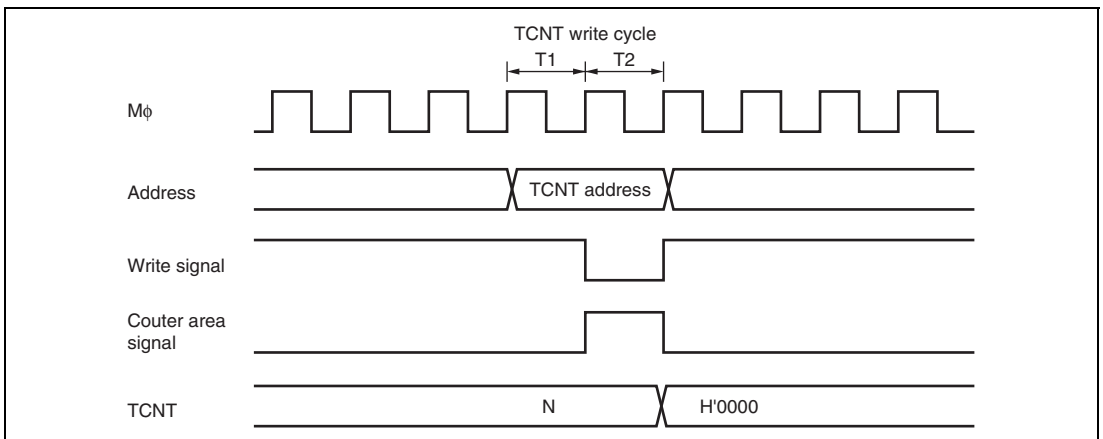 TCNT write cycle
T1 T2
Mφ
Address
TCNT address
Write signal
Couter area
signal
TCNT
N
H'0000